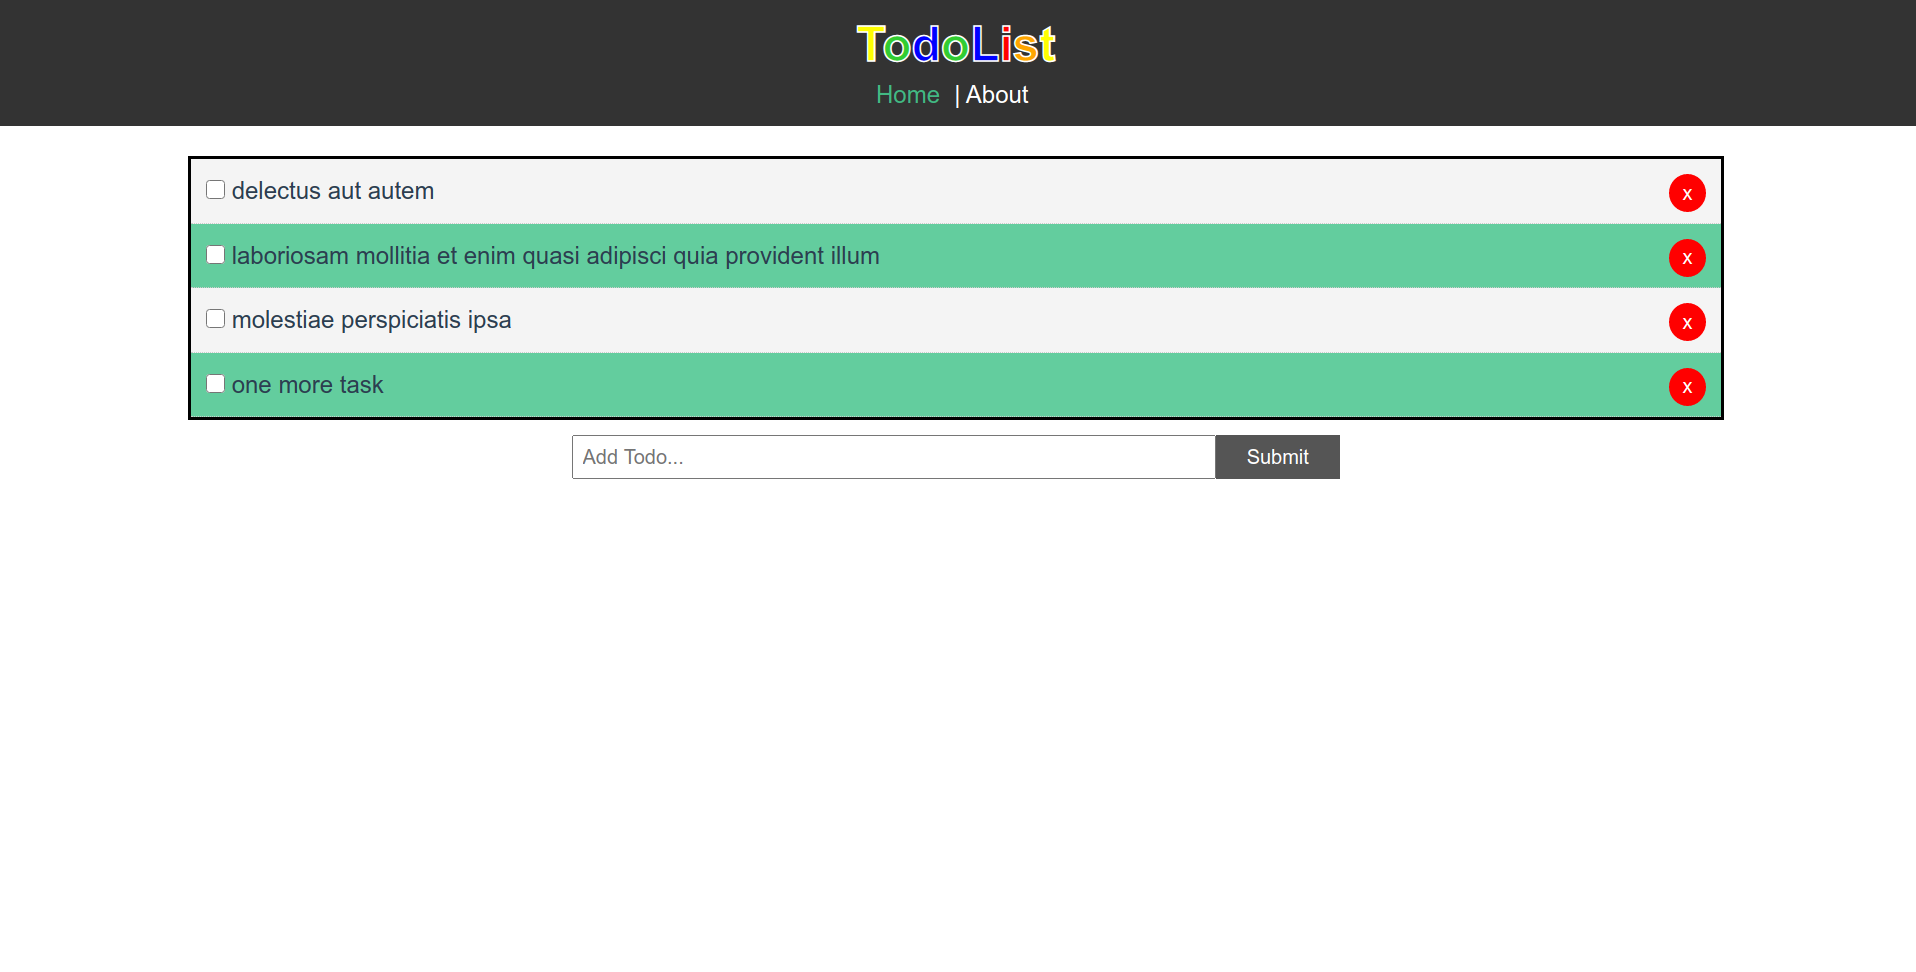 TodoList
Home | About
delectus aut autem x
laboriosam mollitia et enim quasi adipisci quia provident illum x
molestiae perspiciatis ipsa x
one more task x
Add Todo... Submit